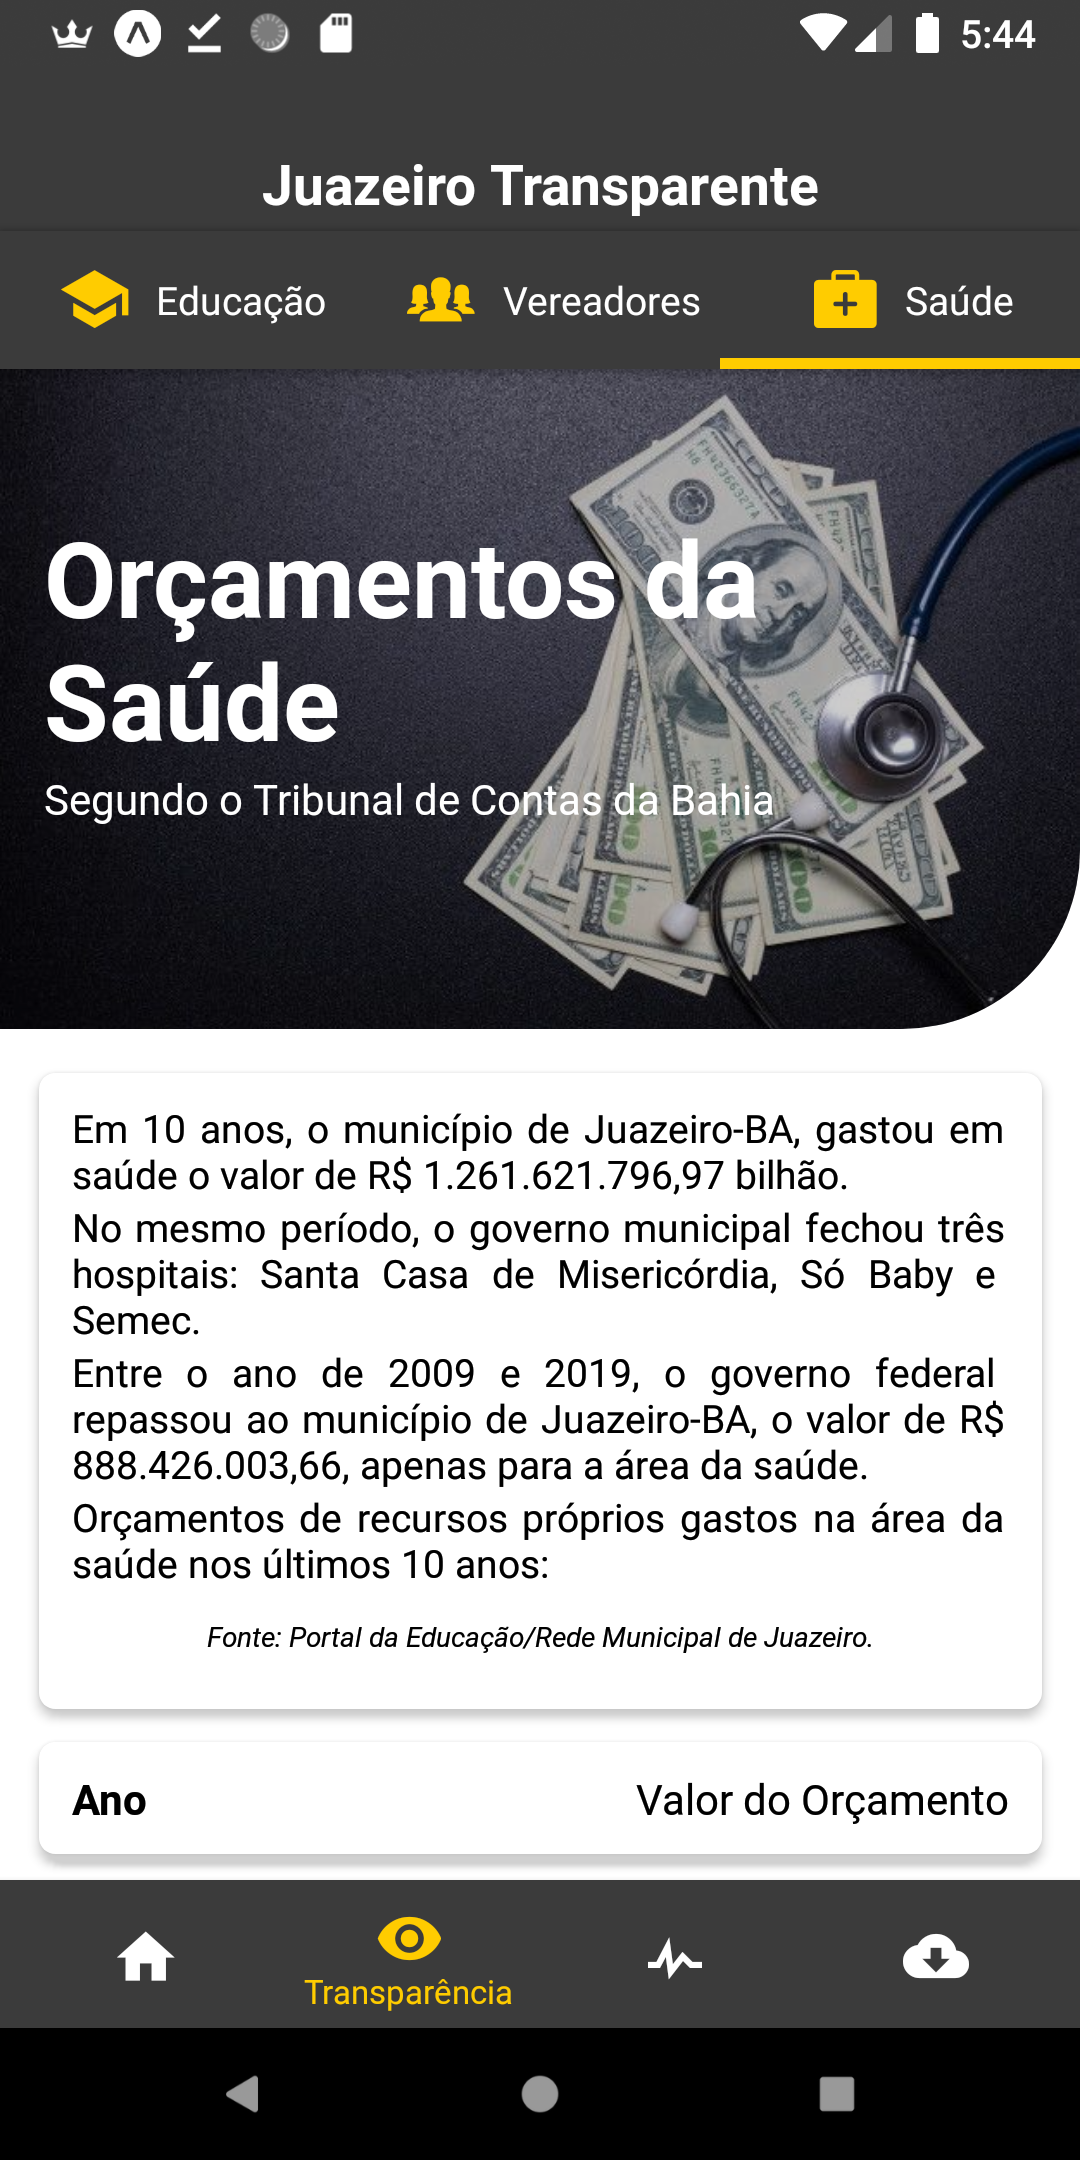 5:44
Juazeiro Transparente
Educação
Vereadores
Saúde
Orçamentos da
Saúde
Segundo o Tribunal de Contas da Bahia
Em 10 anos, o município de Juazeiro-BA, gastou em
saúde o valor de R$ 1.261.621.796,97 bilhão.
No mesmo período, o governo municipal fechou três
hospitais: Santa Casa de Misericórdia, Só Baby e
Semec.
Entre o ano de 2009 e 2019, o governo federal
repassou ao município de Juazeiro-BA, o valor de R$
888.426.003,66, apenas para a área da saúde.
Orçamentos de recursos próprios gastos na área da
saúde nos últimos 10 anos:
Fonte: Portal da Educação/Rede Municipal de Juazeiro.
Ano
Valor do Orçamento
Transparência